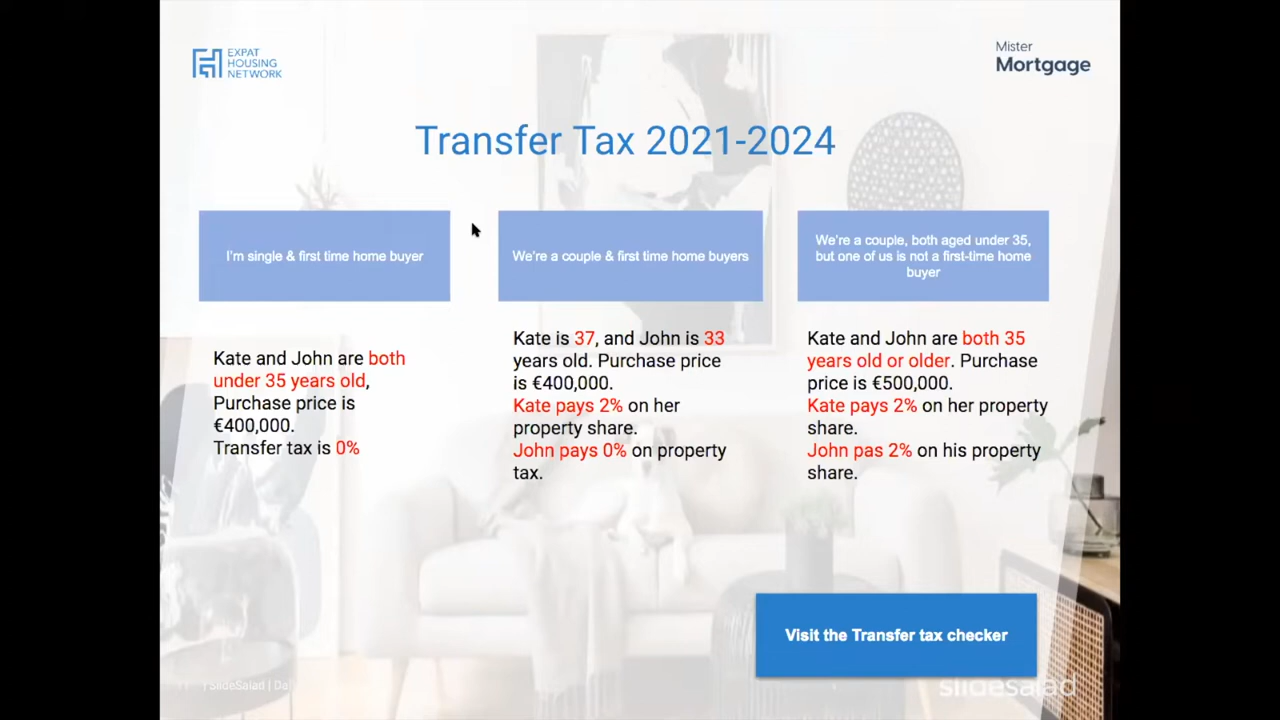 EXPAT
HOUSING
NETWORK
Mister
Mortgage
Transfer Tax 2021-2024
I'm single & first time home buyer
We're a couple & first time home buyers
We're a couple, both aged under 35,
but one of us is not a first-time home
buyer
Kate and John are both
under 35 years old,
Purchase price is
€400,000.
Transfer tax is 0%
Kate is 37, and John is 33
years old. Purchase price
is €400,000.
Kate pays 2% on her
property share.
John pays 0% on property
tax.
Kate and John are both 35
years old or older. Purchase
price is €500,000.
Kate pays 2% on her property
share.
John pas 2% on his property
share.
Visit the Transfer tax checker
/ SlideSalad |
slidesalad